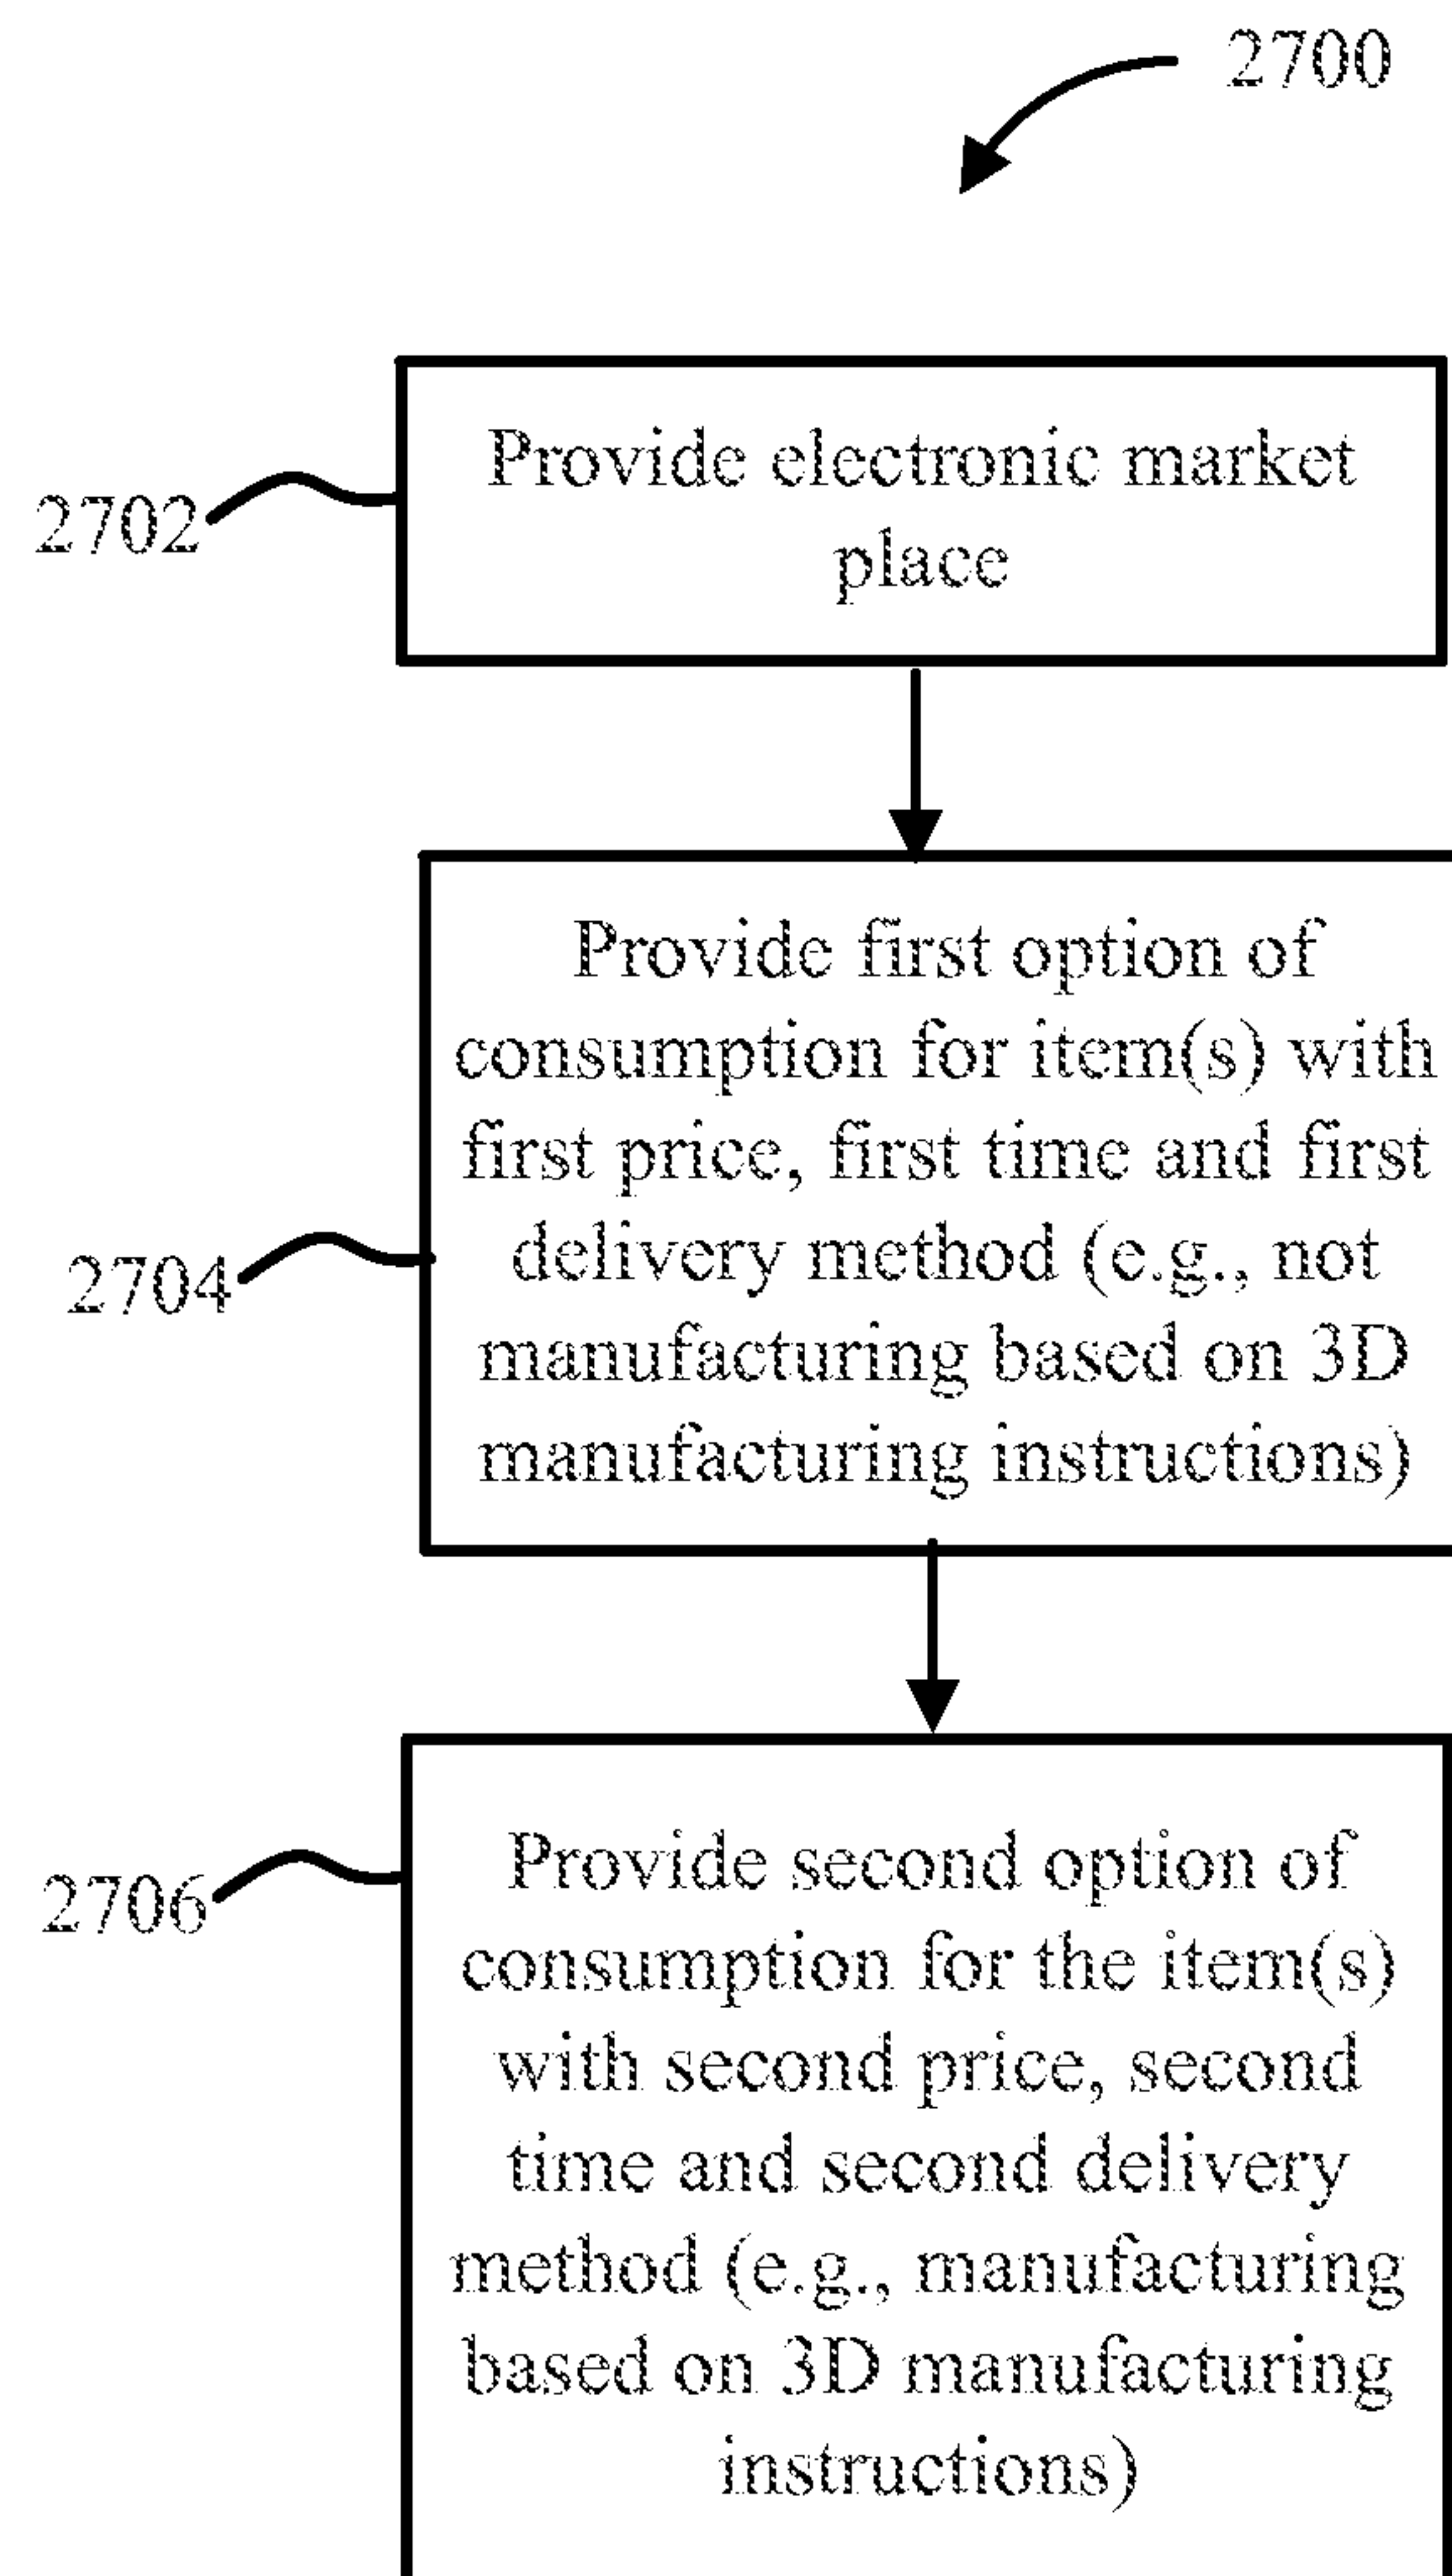 2700
Provide electronic market
place
2702
Provide first option of
consumption for item(s) with
first price, first time and first
delivery method (e.g., not
manufacturing based on 3D
manufacturing instructions)
2704
Provide second option of
consumption for the item(s)
with second price, second
time and second delivery
method (e.g., manufacturing
based on 3D manufacturing
instructions)
2706